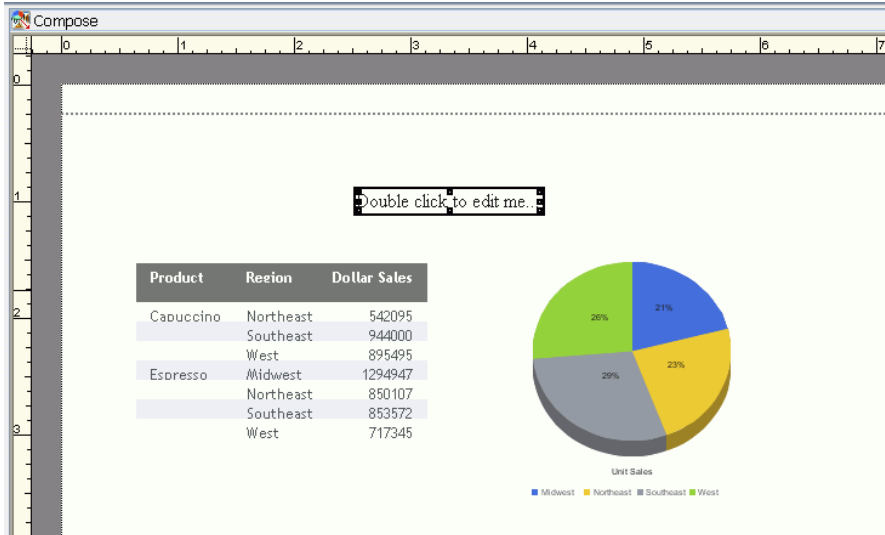 Compose
0 1 2 3 4 5 6 7
0
1
Double click to edit me...
Product Region Dollar Sales
2
Capuccino Northeast 542095
Southeast 944000
West 895495
Espresso Midwest 1294947
Northeast 850107
Southeast 853572
3
West 717345
26% 21%
29% 23%
Unit Sales
Midwest Northeast Southeast West